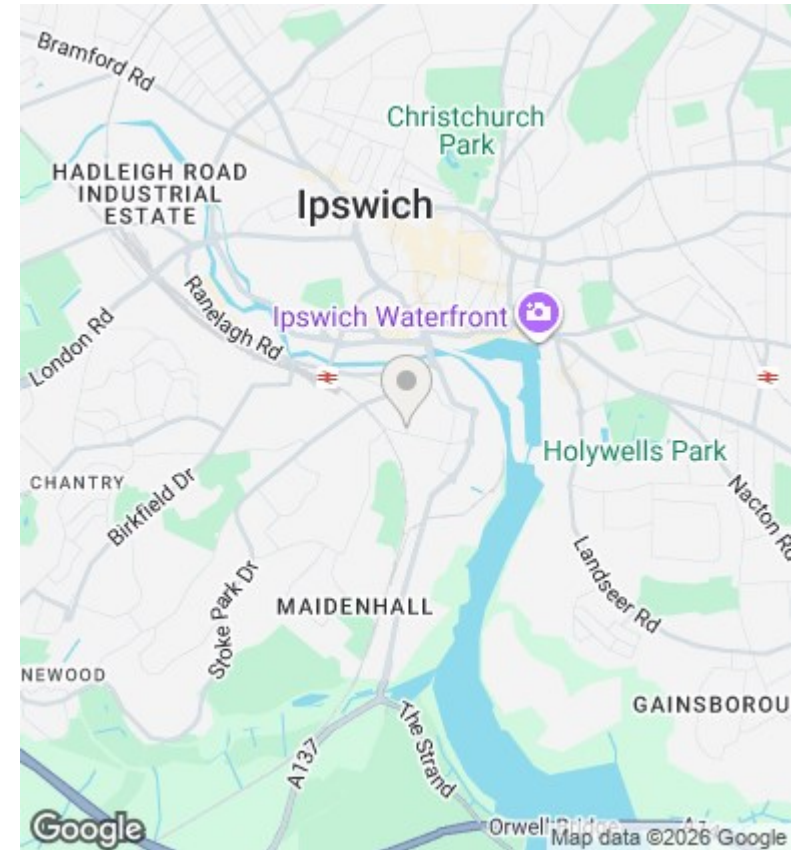 Bramford Rd
Christchurch
Park
HADLEIGH ROAD
INDUSTRIAL
ESTATE
Ipswich
Ranelagh Rd
Ipswich Waterfront
London Rd
Holywells Park
CHANTRY
Birkfield Dr
Nacton Rd
Landseer Rd
Stoke Park Dr
MAIDENHALL
NEWOOD
GAINSBOROU
The Strand
A137
Google
Orwell Bridge
Map data ©2026 Google